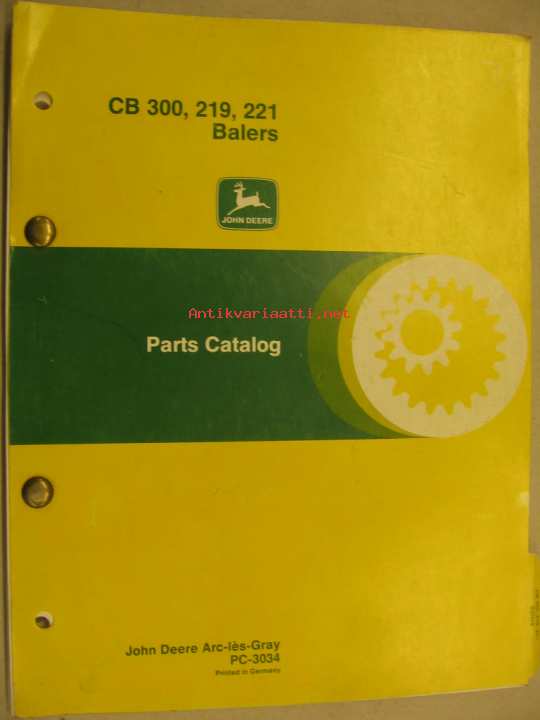 CB 300, 219, 221
Balers
JOHN DEERE
Antikvariaatti.net
Parts Catalog
John Deere Arc-lès-Gray
PC-3034
Printed in Germany